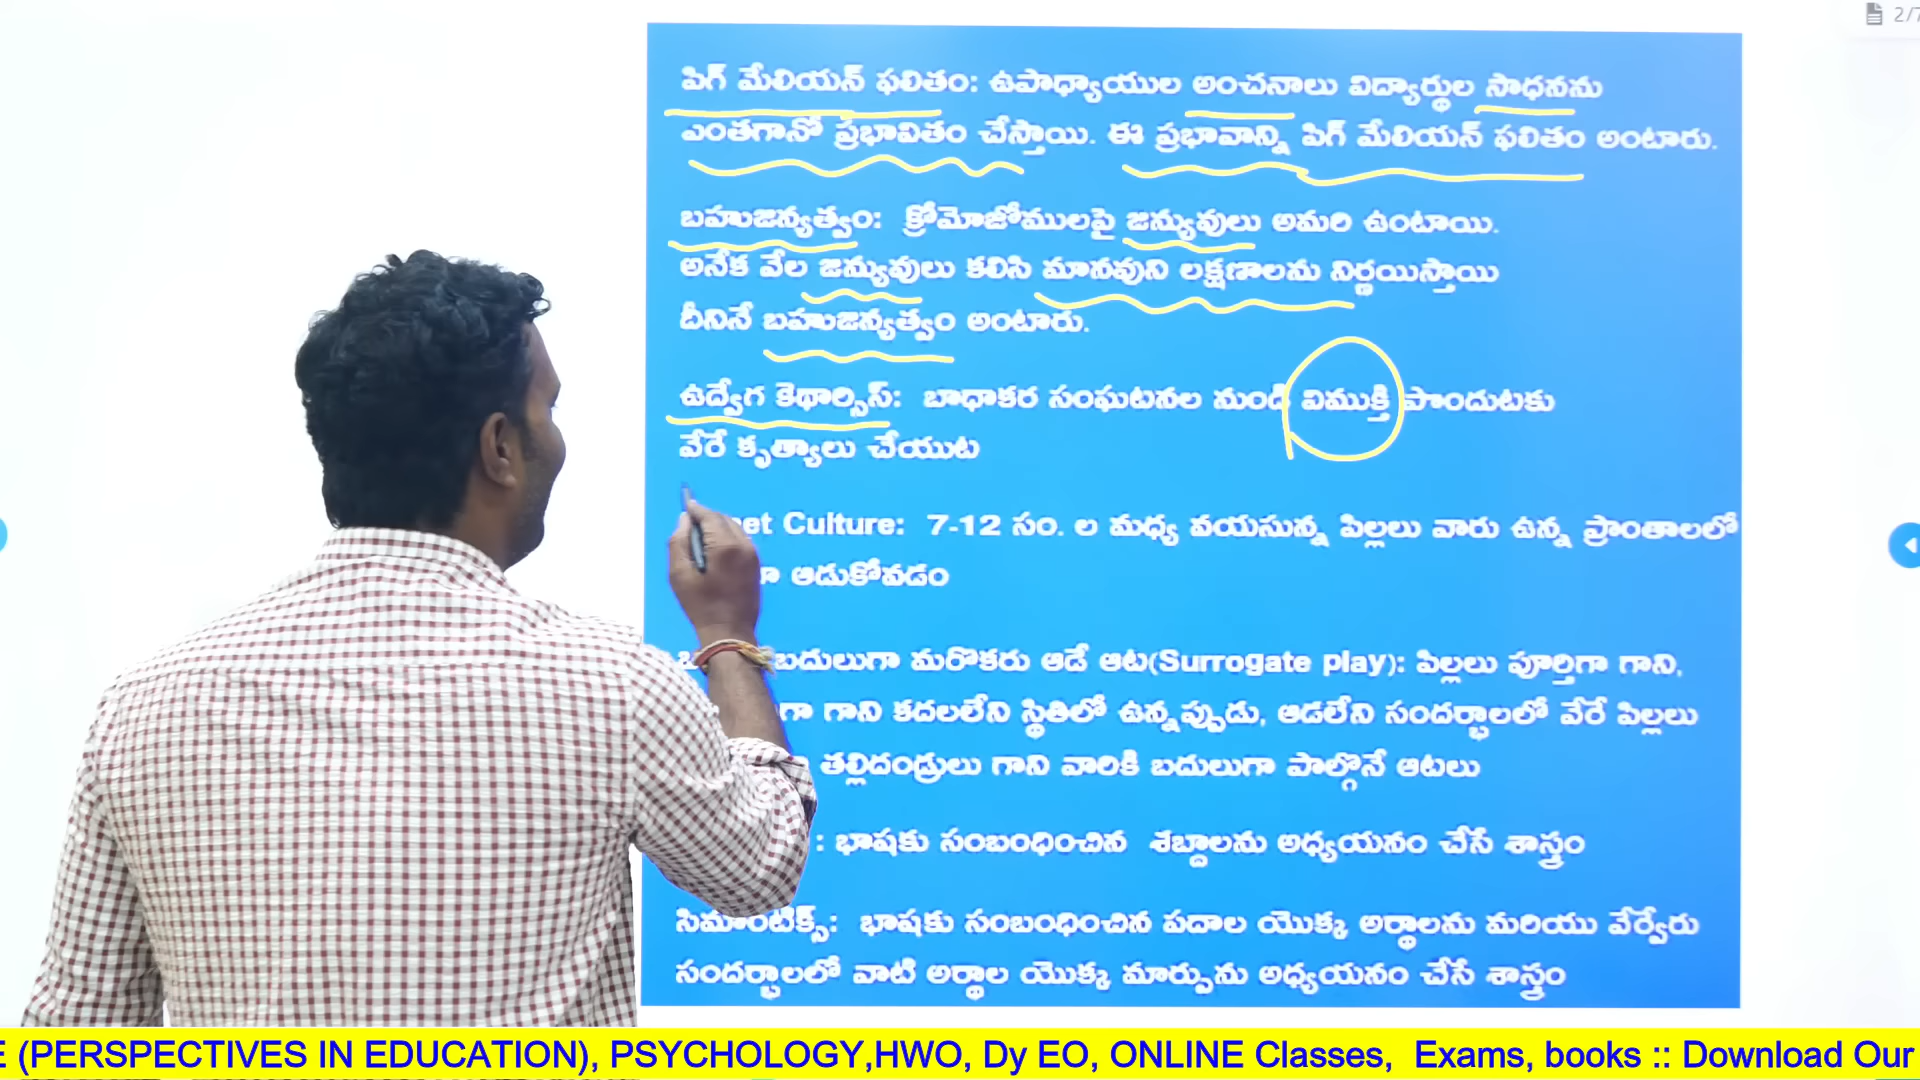 2/7
పిగ్ మేలియన్ ఫలితం: ఉపాధ్యాయుల అంచనాలు విద్యార్థుల సాధనను
ఎంతగానో ప్రభావితం చేస్తాయి. ఈ ప్రభావాన్ని పిగ్ మేలియన్ ఫలితం అంటారు.
బహుజన్యత్వం: క్రోమోజోములపై జన్యువులు అమరి ఉంటాయి.
అనేక వేల జన్యువులు కలిసి మానవుని లక్షణాలను నిర్ణయిస్తాయి
దీనినే బహుజన్యత్వం అంటారు.
ఉద్వేగ కెథార్సిస్: బాధాకర సంఘటనల నుండి విముక్తి పొందుటకు
వేరే కృత్యాలు చేయుట
Culture: 7-12 సం. ల మధ్య వయసున్న పిల్లలు వారు ఉన్న ప్రాంతాలలో
ఆడుకోవడం
బదులుగా మరొకరు ఆడే ఆట(Surrogate play): పిల్లలు పూర్తిగా గాని,
గాని కదలలేని స్థితిలో ఉన్నప్పుడు, ఆడలేని సందర్భాలలో వేరే పిల్లలు
తల్లిదండ్రులు గాని వారికి బదులుగా పాల్గొనే ఆటలు
: భాషకు సంబంధించిన శబ్దాలను అధ్యయనం చేసే శాస్త్రం
సిమాంటిక్స్: భాషకు సంబంధించిన పదాల యొక్క అర్థాలను మరియు వేర్వేరు
సందర్భాలలో వాటి అర్థాల యొక్క మార్పును అధ్యయనం చేసే శాస్త్రం
E (PERSPECTIVES IN EDUCATION), PSYCHOLOGY,HWO, Dy EO, ONLINE Classes, Exams, books :: Download Our